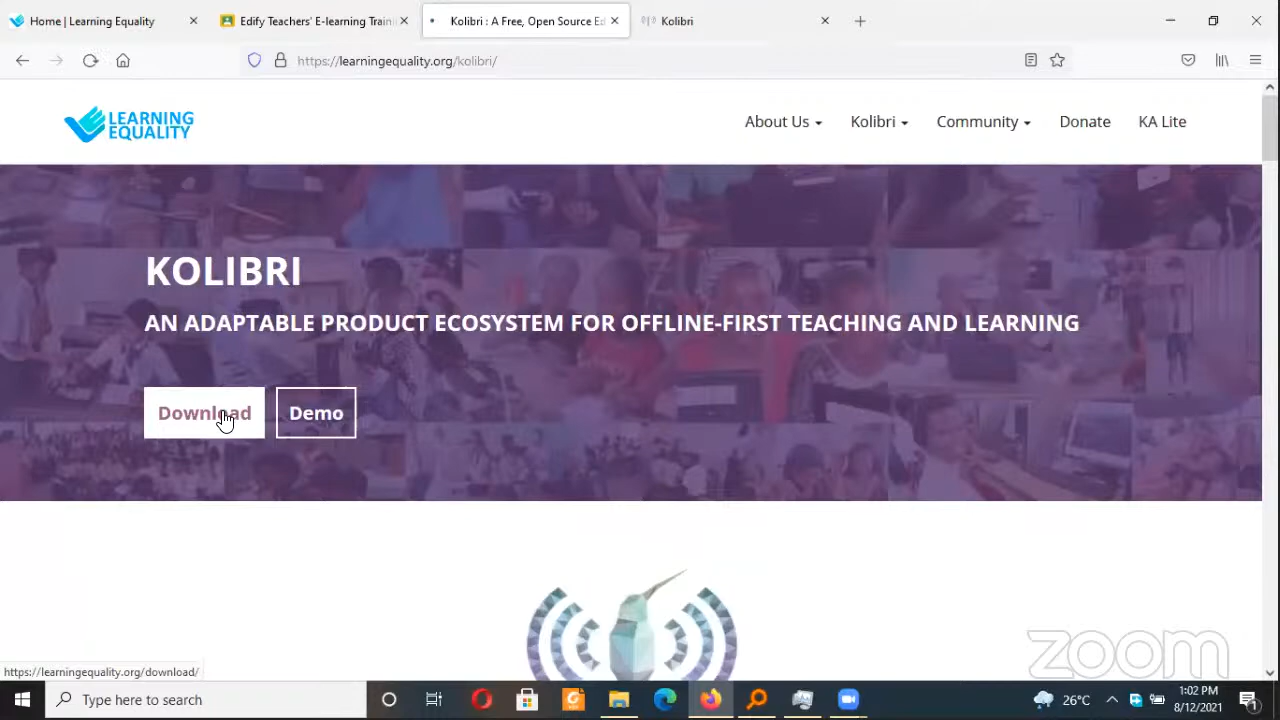 Home | Learning Equality
Edify Teachers' E-learning Traini
Kolibri : A Free, Open Source Ed
Kolibri
https://learningequality.org/kolibri/
LEARNING
EQUALITY
About Us
Kolibri
Community
Donate
KA Lite
KOLIBRI
AN ADAPTABLE PRODUCT ECOSYSTEM FOR OFFLINE-FIRST TEACHING AND LEARNING
Download
Demo
zoom
https://learningequality.org/download/
Type here to search
26°C
1:02 PM
8/12/2021
1